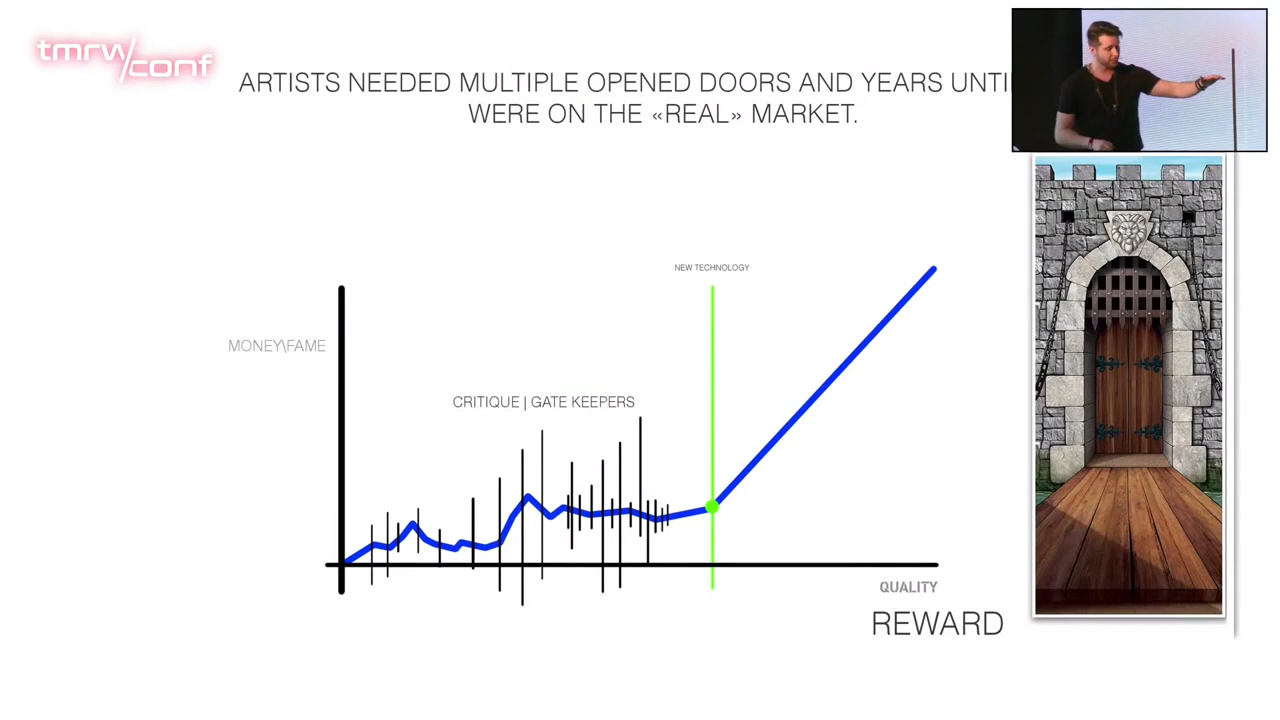 tmrw/conf
ARTISTS NEEDED MULTIPLE OPENED DOORS AND YEARS
WERE ON THE «REAL» MARKET.
NEW TECHNOLOGY
MONEY\FAME
CRITIQUE | GATE KEEPERS
QUALITY
REWARD